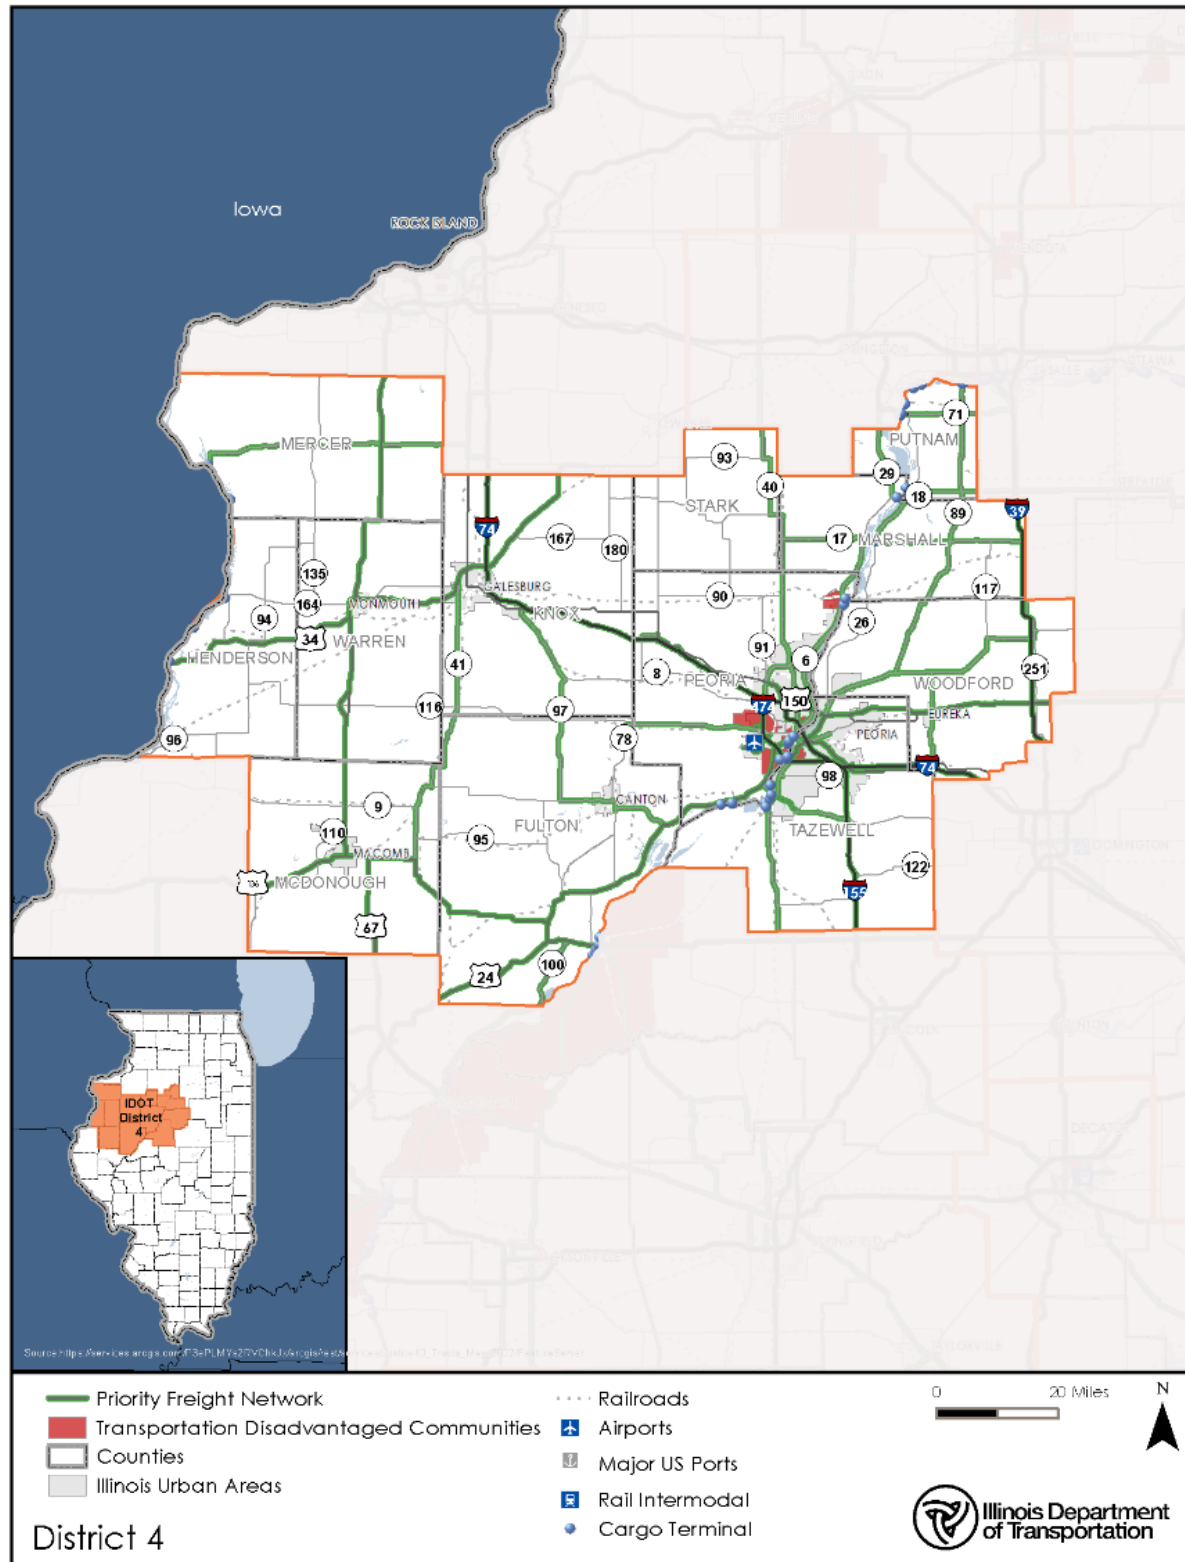 Iowa
ROCK ISLAND
MERCER
93
71
PUTNAM
29
40
STARK
18
39
74
89
167
17
MARSHALL
180
135
GALESBURG
117
90
164
MONMOUTH
KNOX
94
26
34
WARREN
91
6
HENDERSON
41
8
PEORIA
251
WOODFORD
474
150
116
97
EUREKA
96
78
PEORIA
74
98
9
CANTON
110
FULTON
TAZEWELL
95
MACOMB
122
136
MCDONOUGH
155
67
100
24
IDOT
District
4
Priority Freight Network
Transportation Disadvantaged Communities
Counties
Illinois Urban Areas
Railroads
Airports
Major US Ports
Rail Intermodal
Cargo Terminal
0 20 Miles
N
District 4
Illinois Department
of Transportation